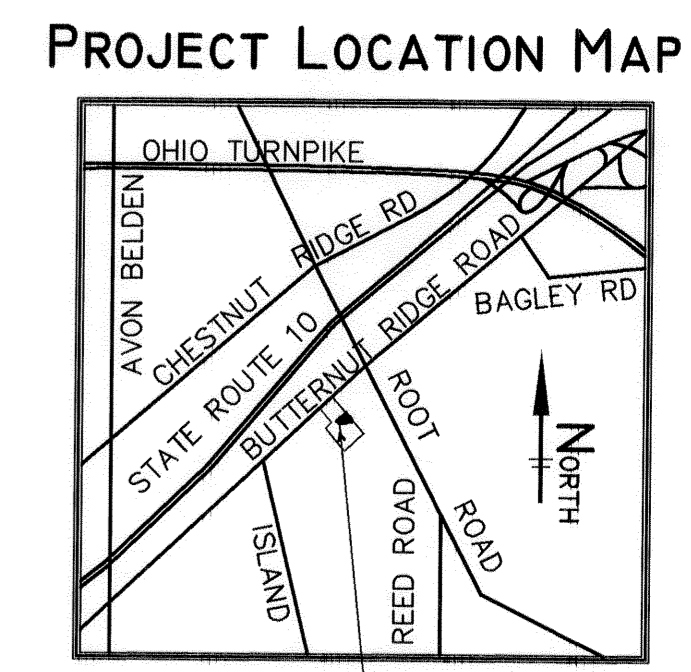 PROJECT LOCATION MAP
OHIO TURNPIKE
AVON BELDEN
CHESTNUT RIDGE RD
STATE ROUTE 10
BUTTERNUT RIDGE ROAD
BAGLEY RD
ROOT ROAD
NORTH
ISLAND
REED ROAD